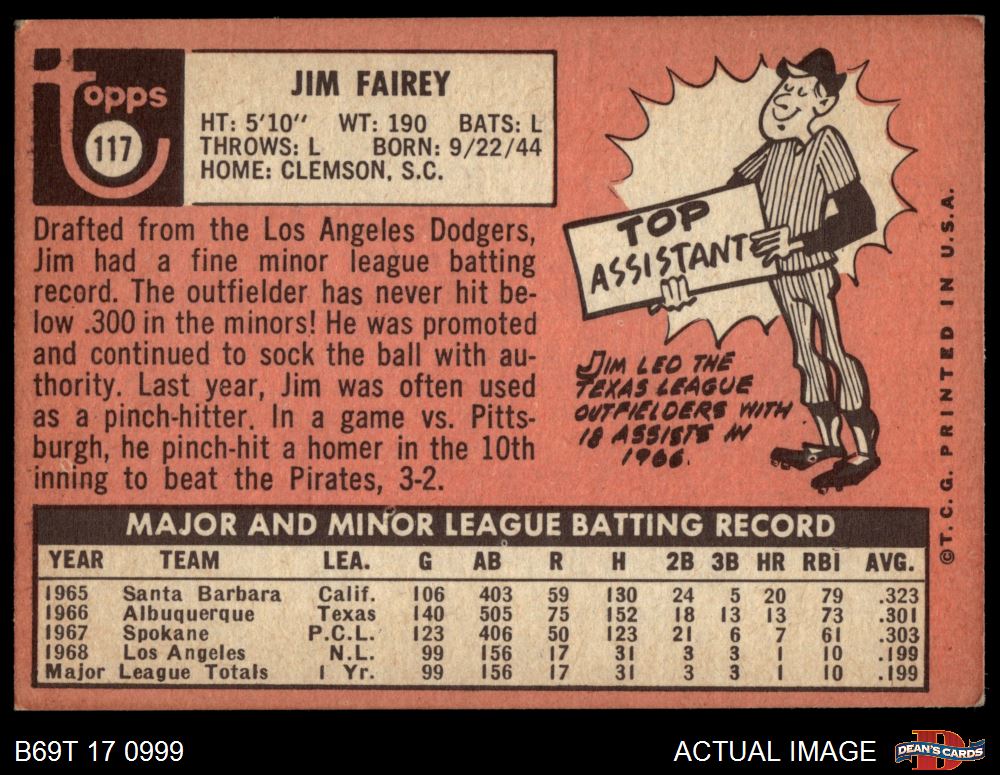 Topps
117
JIM FAIREY
HT: 5'10" WT: 190 BATS: L
THROWS: L BORN: 9/22/44
HOME: CLEMSON, S.C.
Drafted from the Los Angeles Dodgers,
Jim had a fine minor league batting
record. The outfielder has never hit be-
low .300 in the minors! He was promoted
and continued to sock the ball with au-
thority. Last year, Jim was often used
as a pinch-hitter. In a game vs. Pitts-
burgh, he pinch-hit a homer in the 10th
inning to beat the Pirates, 3-2.
TOP
ASSISTANT
JIM LED THE
TEXAS LEAGUE
OUTFIELDERS WITH
18 ASSISTS IN
1966.
©T. C. G. PRINTED IN U.S.A.
MAJOR AND MINOR LEAGUE BATTING RECORD
YEAR TEAM LEA. G AB R H 2B 3B HR RBI AVG.
1965 Santa Barbara Calif. 106 403 59 130 24 5 20 79 .323
1966 Albuquerque Texas 140 505 75 152 18 13 13 73 .301
1967 Spokane P.C.L. 123 406 50 123 21 6 7 61 .303
1968 Los Angeles N.L. 99 156 17 31 3 3 1 10 .199
Major League Totals 1 Yr. 99 156 17 31 3 3 1 10 .199
B69T 17 0999
ACTUAL IMAGE
D
DEAN'S CARDS